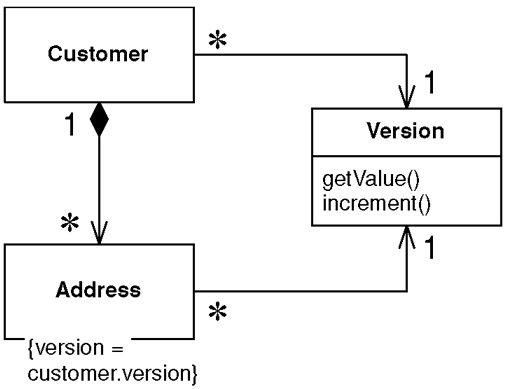 Customer
*
1
1
Version
getValue()
increment()
*
1
Address
*
{version =
customer.version}